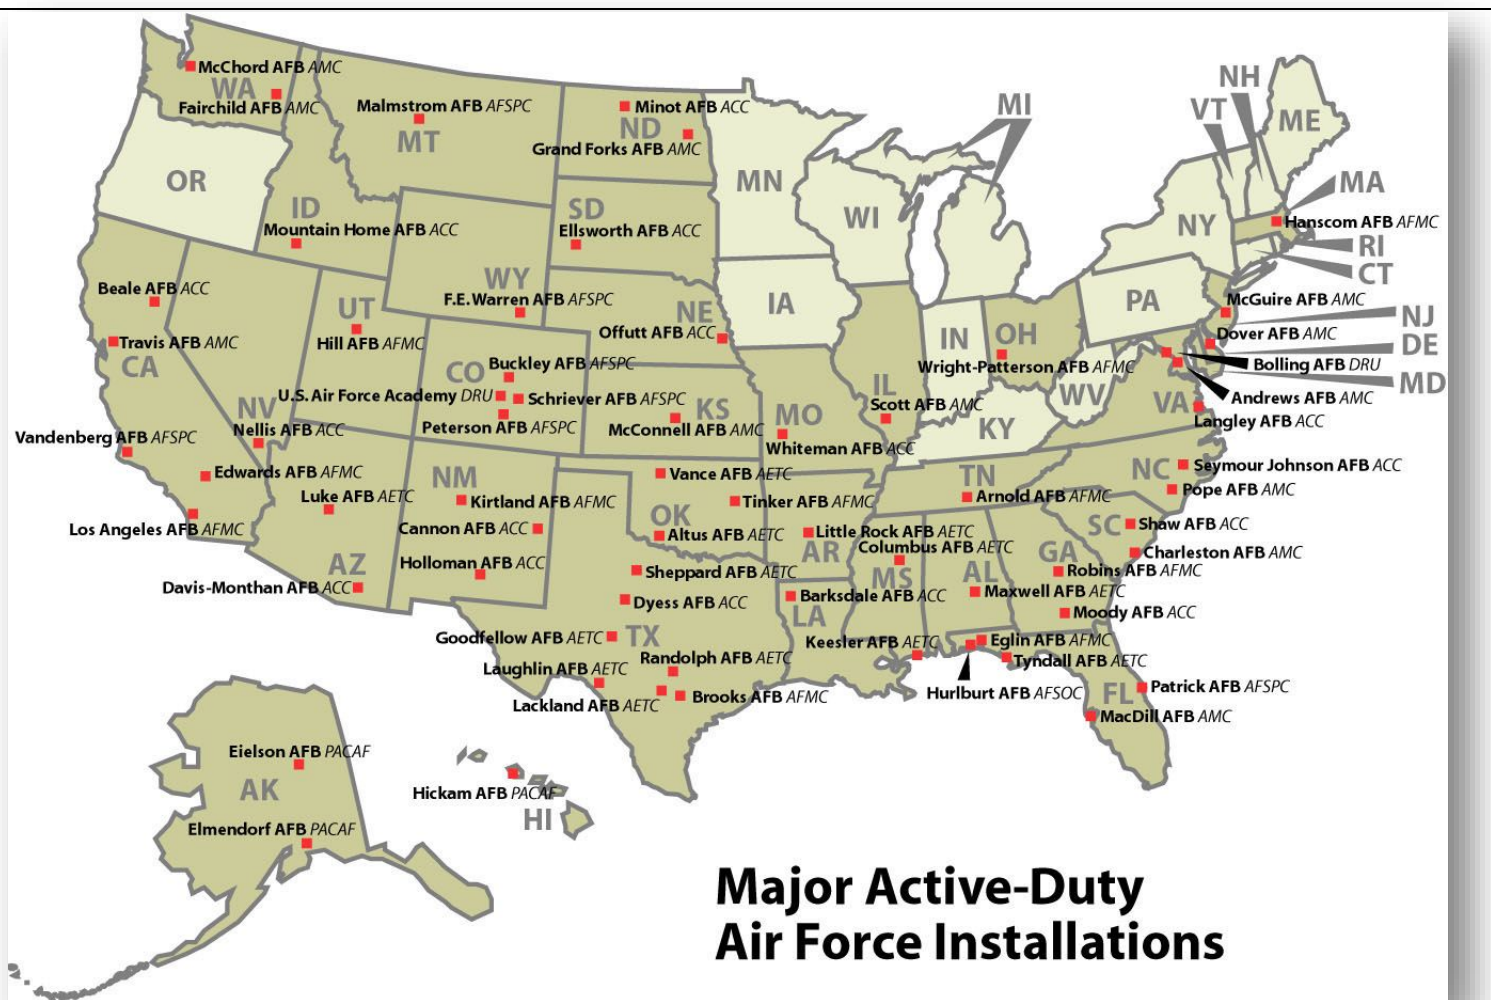 NH
MI
VT
ME
McChord AFB AMC
WA
Fairchild AFB AMC
Malmstrom AFB AFSPC
MT
Minot AFB ACC
ND
Grand Forks AFB AMC
OR
MN
MA
ID
Mountain Home AFB ACC
SD
Ellsworth AFB ACC
WI
NY
Hanscom AFB AFMC
RI
CT
Beale AFB ACC
WY
F.E. Warren AFB AFSPC
UT
Hill AFB AFMC
NE
Offutt AFB ACC
IA
PA
McGuire AFB AMC
NJ
Travis AFB AMC
CA
IN
OH
Wright-Patterson AFB AFMC
Dover AFB AMC
DE
Bolling AFB DRU
MD
Buckley AFB AFSPC
CO
U.S. Air Force Academy DRU
Schriever AFB AFSPC
Peterson AFB AFSPC
KS
McConnell AFB AMC
IL
Scott AFB AMC
WV
Andrews AFB AMC
VA
Langley AFB ACC
NV
Nellis AFB ACC
MO
Whiteman AFB ACC
KY
Vandenberg AFB AFSPC
Edwards AFB AFMC
Luke AFB AETC
NM
Kirtland AFB AFMC
Vance AFB AETC
Tinker AFB AFMC
TN
Arnold AFB AFMC
NC
Seymour Johnson AFB ACC
Pope AFB AMC
Los Angeles AFB AFMC
Cannon AFB ACC
OK
Altus AFB AETC
Little Rock AFB AETC
AR
Columbus AFB AETC
MS
SC
Shaw AFB ACC
GA
Charleston AFB AMC
Robins AFB AFMC
AZ
Holloman AFB ACC
Davis-Monthan AFB ACC
Sheppard AFB AETC
Dyess AFB ACC
Barksdale AFB ACC
LA
AL
Maxwell AFB AETC
Moody AFB ACC
Goodfellow AFB AETC
TX
Randolph AFB AETC
Laughlin AFB AETC
Lackland AFB AETC
Brooks AFB AFMC
Keesler AFB AETC
Eglin AFB AFMC
Tyndall AFB AETC
Hurlburt AFB AFSOC
FL
Patrick AFB AFSPC
MacDill AFB AMC
Eielson AFB PACAF
AK
Elmendorf AFB PACAF
Hickam AFB PACAF
HI
Major Active-Duty
Air Force Installations